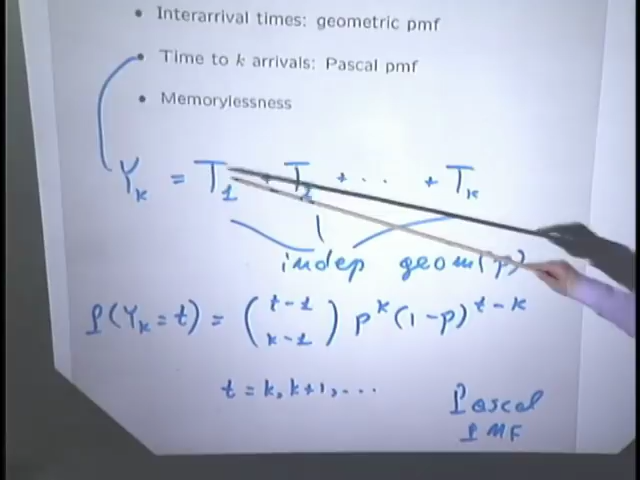 • Interarrival times: geometric pmf
• Time to k arrivals: Pascal pmf
• Memorylessness
Yₖ = T₁ + T₂ + ··· + Tₖ
indep geom(p)
P(Yₖ=t) = (t-1 k-1) pᵏ(1-p)ᵗ⁻ᵏ
t = k, k+1, ...
Pascal
PMF